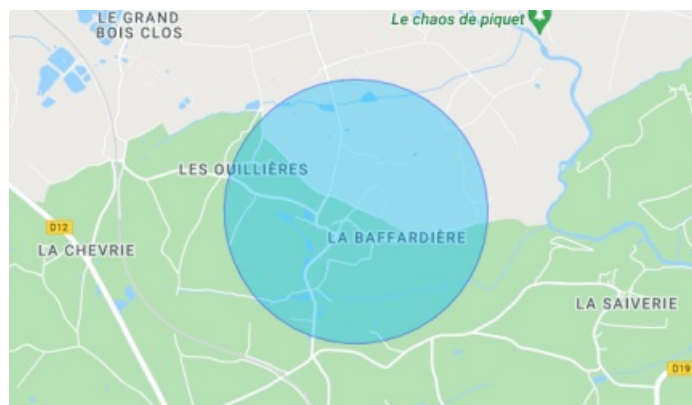 LE GRAND
BOIS CLOS
Le chaos de piquet
LES OUILLIÈRES
D12
LA CHEVRIE
LA BAFFARDIÈRE
LA SAIVERIE
D19